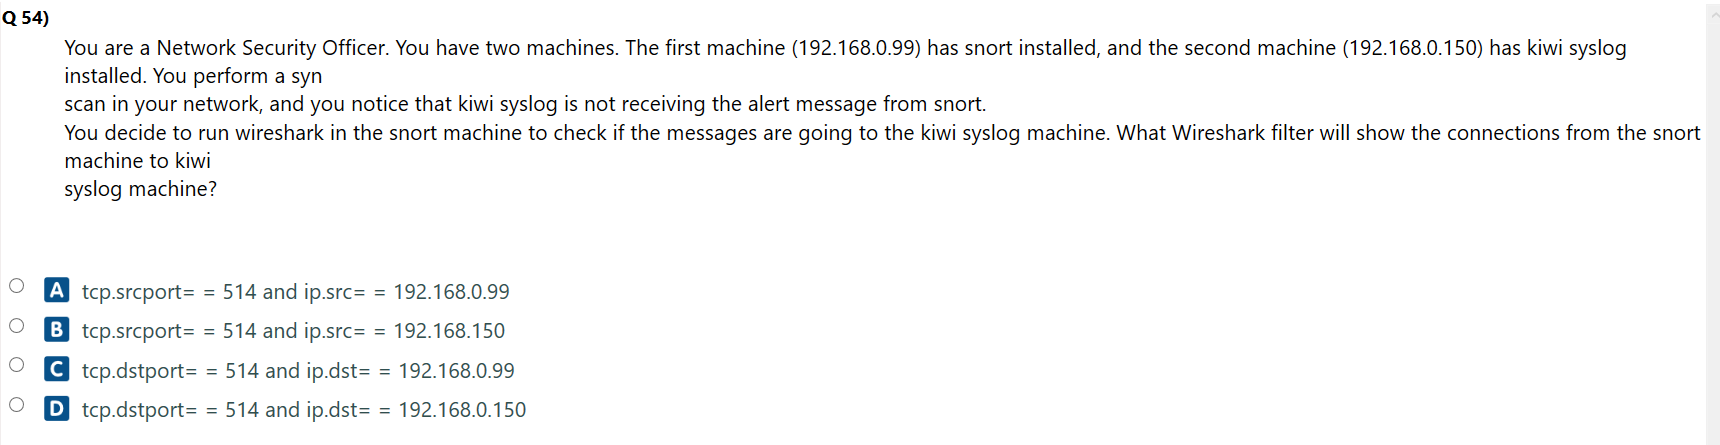 Q 54)
You are a Network Security Officer. You have two machines. The first machine (192.168.0.99) has snort installed, and the second machine (192.168.0.150) has kiwi syslog
installed. You perform a syn
scan in your network, and you notice that kiwi syslog is not receiving the alert message from snort.
You decide to run wireshark in the snort machine to check if the messages are going to the kiwi syslog machine. What Wireshark filter will show the connections from the snort
machine to kiwi
syslog machine?
A tcp.srcport= = 514 and ip.src= = 192.168.0.99
B tcp.srcport= = 514 and ip.src= = 192.168.150
C tcp.dstport= = 514 and ip.dst= = 192.168.0.99
D tcp.dstport= = 514 and ip.dst= = 192.168.0.150